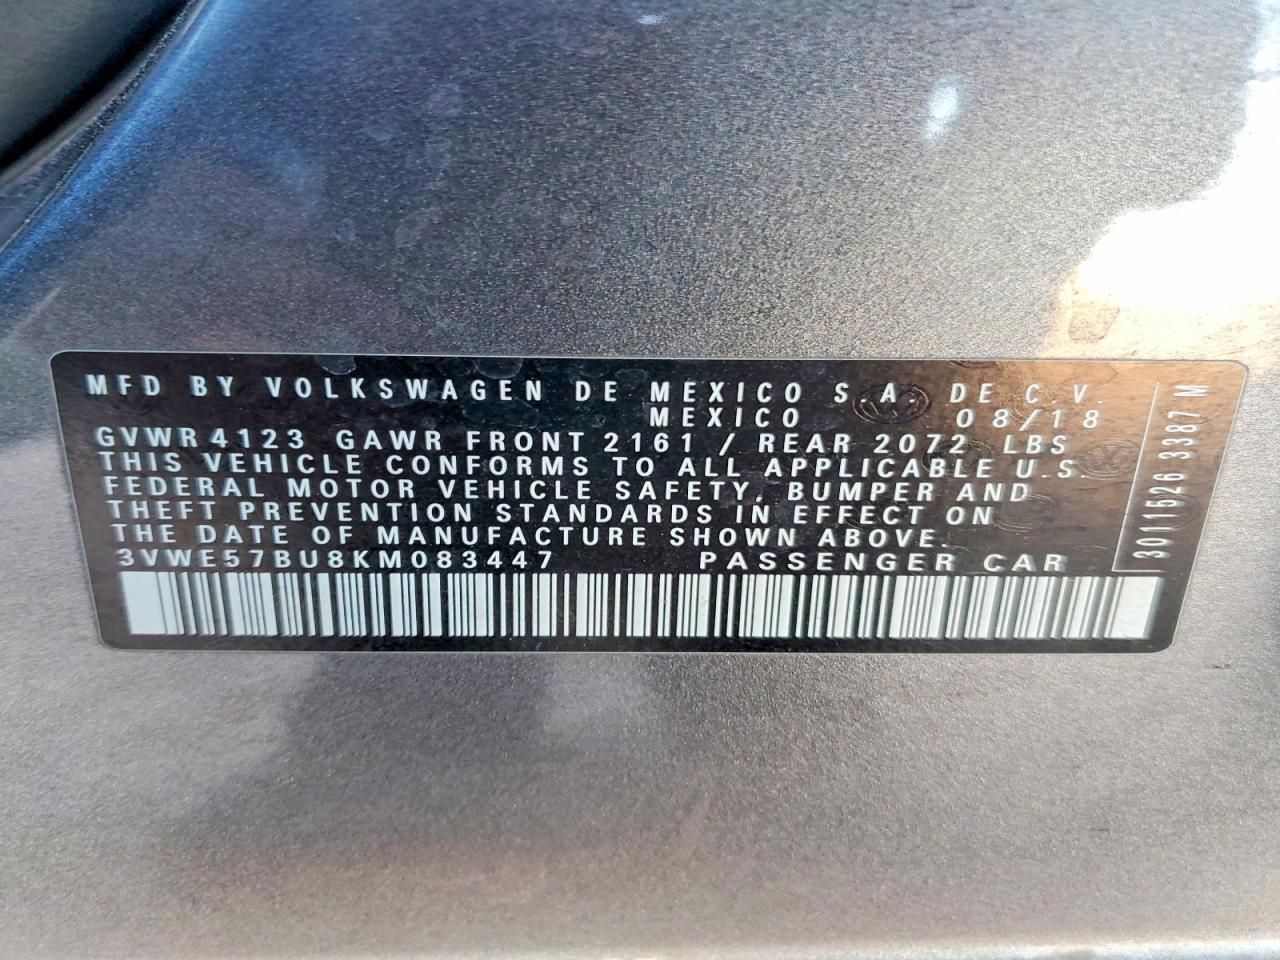 MFD BY VOLKSWAGEN DE MEXICO S.A. DE C.V.
MEXICO 08/18
GVWR 4123 GAWR FRONT 2161 / REAR 2072 LBS
THIS VEHICLE CONFORMS TO ALL APPLICABLE U.S.
FEDERAL MOTOR VEHICLE SAFETY, BUMPER AND
THEFT PREVENTION STANDARDS IN EFFECT ON
THE DATE OF MANUFACTURE SHOWN ABOVE.
3VWE57BU8KM083447 PASSENGER CAR
3011526 3387 M